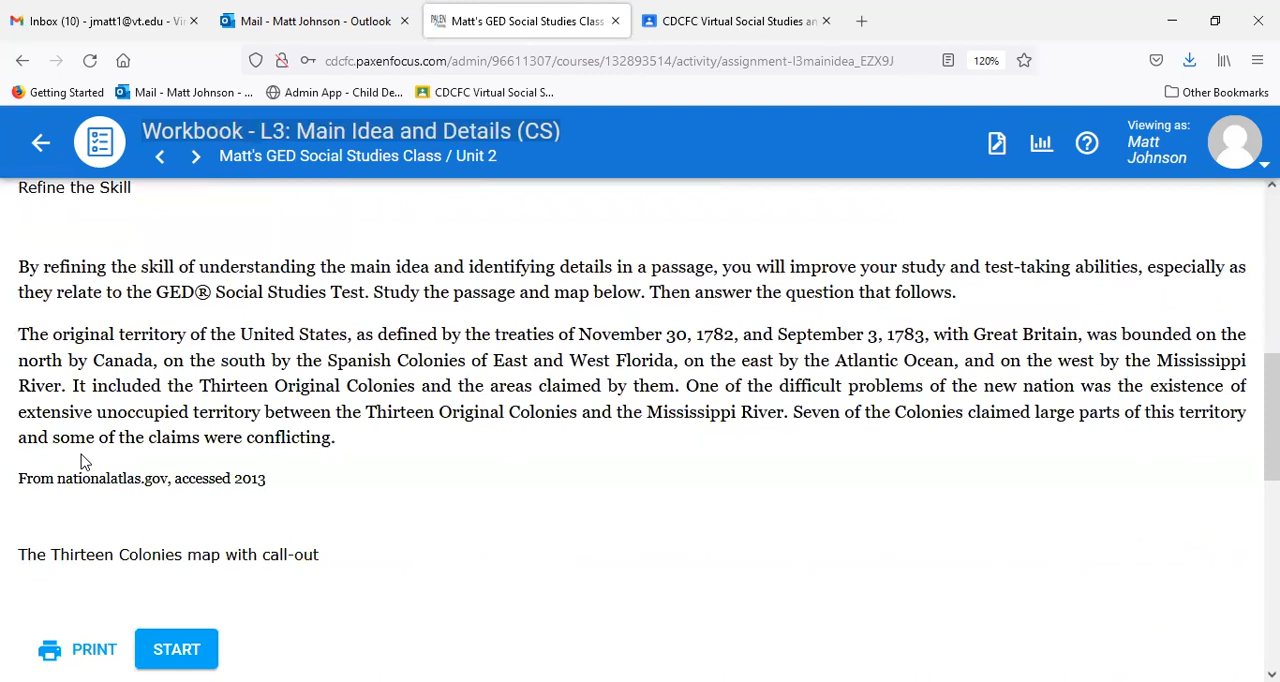 Inbox (10) - jmatt1@vt.edu - Vi
Mail - Matt Johnson - Outlook
Matt's GED Social Studies Class
CDCFC Virtual Social Studies an
cdcfc.paxenfocus.com/admin/96611307/courses/132893514/activity/assignment-l3mainidea_EZX9J
120%
Getting Started
Mail - Matt Johnson - ...
Admin App - Child De...
CDCFC Virtual Social S...
Other Bookmarks
Workbook - L3: Main Idea and Details (CS)
Matt's GED Social Studies Class / Unit 2
Viewing as:
Matt
Johnson
Refine the Skill
By refining the skill of understanding the main idea and identifying details in a passage, you will improve your study and test-taking abilities, especially as
they relate to the GED® Social Studies Test. Study the passage and map below. Then answer the question that follows.
The original territory of the United States, as defined by the treaties of November 30, 1782, and September 3, 1783, with Great Britain, was bounded on the
north by Canada, on the south by the Spanish Colonies of East and West Florida, on the east by the Atlantic Ocean, and on the west by the Mississippi
River. It included the Thirteen Original Colonies and the areas claimed by them. One of the difficult problems of the new nation was the existence of
extensive unoccupied territory between the Thirteen Original Colonies and the Mississippi River. Seven of the Colonies claimed large parts of this territory
and some of the claims were conflicting.
From nationalatlas.gov, accessed 2013
The Thirteen Colonies map with call-out
PRINT
START